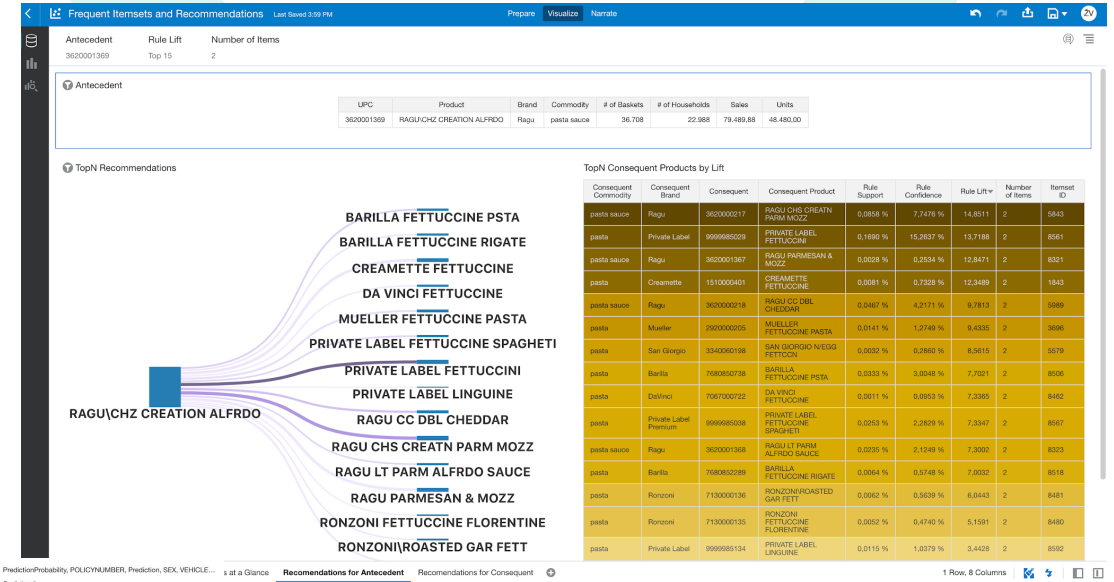 Frequent Itemsets and Recommendations Last Saved 3:59 PM
Prepare Visualize Narrate
ŽV
Antecedent Rule Lift Number of Items
3620001369 Top 15 2
Antecedent
UPC Product Brand Commodity # of Baskets # of Households Sales Units
3620001369 RAGU\CHZ CREATION ALFRDO Ragu pasta sauce 36.708 22.988 79.489,88 48.480,00
TopN Recommendations
BARILLA FETTUCCINE PSTA
BARILLA FETTUCCINE RIGATE
CREAMETTE FETTUCCINE
DA VINCI FETTUCCINE
MUELLER FETTUCCINE PASTA
PRIVATE LABEL FETTUCCINE SPAGHETI
PRIVATE LABEL FETTUCCINI
PRIVATE LABEL LINGUINE
RAGU\CHZ CREATION ALFRDO
RAGU CC DBL CHEDDAR
RAGU CHS CREATN PARM MOZZ
RAGU LT PARM ALFRDO SAUCE
RAGU PARMESAN & MOZZ
RONZONI FETTUCCINE FLORENTINE
RONZONI\ROASTED GAR FETT
TopN Consequent Products by Lift
Consequent Commodity Consequent Brand Consequent Consequent Product Rule Support Rule Confidence Rule Lift Number of Items Itemset ID
pasta sauce Ragu 3620000217 RAGU CHS CREATN PARM MOZZ 0,0858 % 7,7476 % 14,8511 2 5843
pasta Private Label 9999985029 PRIVATE LABEL FETTUCCINI 0,1690 % 15,2637 % 13,7188 2 8561
pasta sauce Ragu 3620001367 RAGU PARMESAN & MOZZ 0,0028 % 0,2534 % 12,8471 2 8321
pasta Creamette 1510000401 CREAMETTE FETTUCCINE 0,0081 % 0,7328 % 12,3489 2 1843
pasta sauce Ragu 3620000218 RAGU CC DBL CHEDDAR 0,0467 % 4,2171 % 9,7813 2 5989
pasta Mueller 2920000205 MUELLER FETTUCCINE PASTA 0,0141 % 1,2749 % 9,4335 2 3696
pasta San Giorgio 3340060198 SAN GIORGIO N/EGG FETTCCN 0,0032 % 0,2860 % 8,5615 2 5579
pasta Barilla 7680850738 BARILLA FETTUCCINE PSTA 0,0333 % 3,0048 % 7,7021 2 8506
pasta DaVinci 7067000722 DA VINCI FETTUCCINE 0,0011 % 0,0953 % 7,3365 2 8462
pasta Private Label Premium 9999985038 PRIVATE LABEL FETTUCCINE SPAGHETI 0,0253 % 2,2829 % 7,3347 2 8567
pasta sauce Ragu 3620001368 RAGU LT PARM ALFRDO SAUCE 0,0235 % 2,1249 % 7,3002 2 8323
pasta Barilla 7680852289 BARILLA FETTUCCINE RIGATE 0,0064 % 0,5748 % 7,0032 2 8518
pasta Ronzoni 7130000136 RONZONI\ROASTED GAR FETT 0,0062 % 0,5639 % 6,0443 2 8481
pasta Ronzoni 7130000135 RONZONI FETTUCCINE FLORENTINE 0,0052 % 0,4740 % 5,1591 2 8480
pasta Private Label 9999985134 PRIVATE LABEL LINGUINE 0,0115 % 1,0379 % 3,4428 2 8592
PredictionProbability, POLICYNUMBER, Prediction, SEX, VEHICLE... s at a Glance Recomendations for Antecedent Recomendations for Consequent
1 Row, 8 Columns